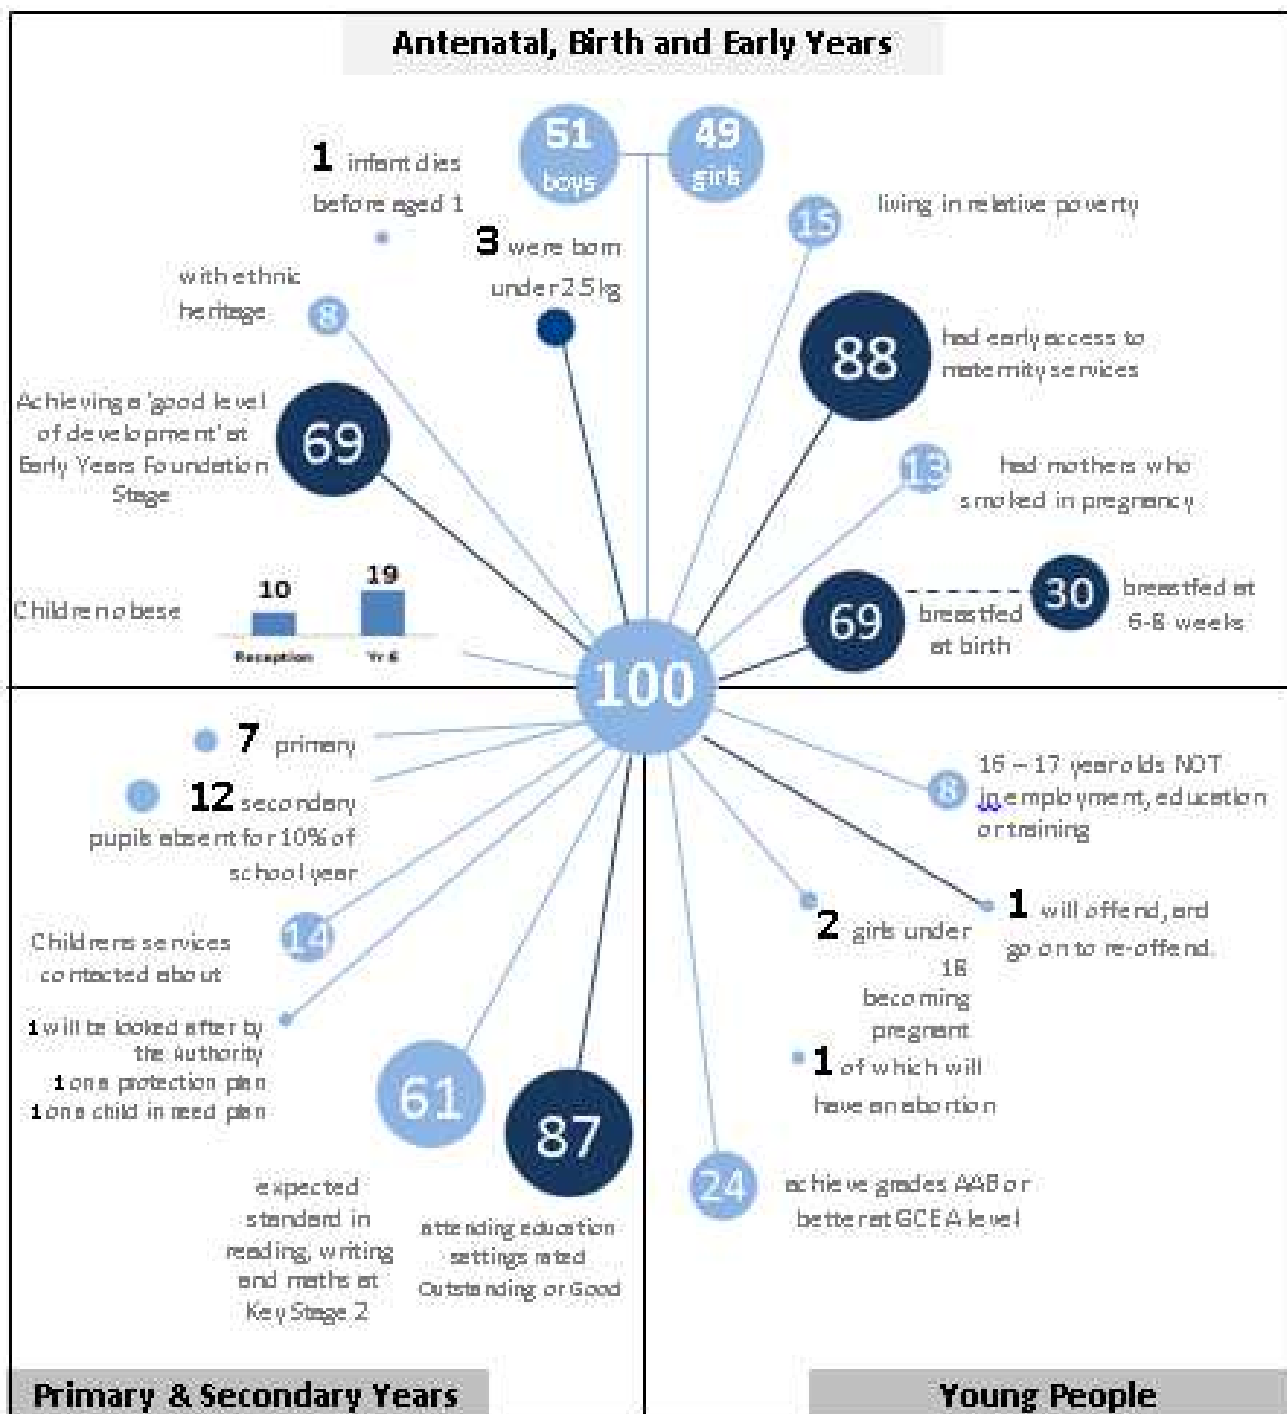 Antenatal, Birth and Early Years
51
boys
49
girls
1 infant dies
before aged 1
3 were born
under 2.5 kg
15
living in relative poverty
with ethnic
heritage
8
88
had early access to
maternity services
Achieving a 'good level
of development' at
Early Years Foundation
Stage
69
13
had mothers who
smoked in pregnancy
Children obese
10
19
Reception
Yr 6
69
breastfed
at birth
30
breastfed at
6-8 weeks
100
7 primary
12 secondary
pupils absent for 10% of
school year
14
Childrens services
contacted about
1 will be looked after by
the Authority
1 on a protection plan
1 on a child in need plan
61
expected
standard in
reading, writing
and maths at
Key Stage 2
87
attending education
settings rated
Outstanding or Good
8
16 – 17 year olds NOT
in employment, education
or training
1 will offend, and
go on to re-offend.
2 girls under
18
becoming
pregnant
1 of which will
have an abortion
24
achieve grades AAB or
better at GCE A level
Primary & Secondary Years
Young People